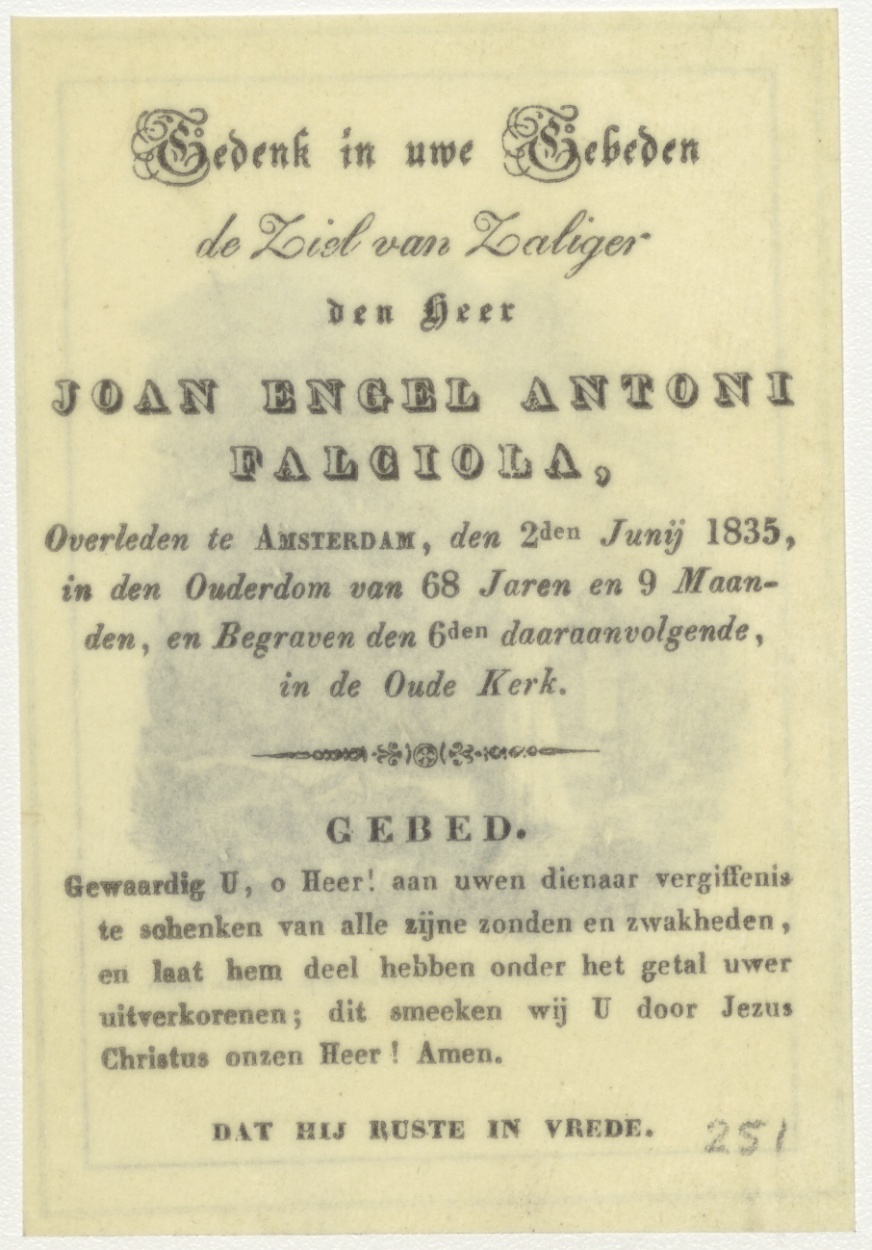 Gedenk in uwe Gebeden
de Ziel van Zaliger
den Heer
JOAN ENGEL ANTONI
FALCIOLA,
Overleden te AMSTERDAM, den 2den Junij 1835,
in den Ouderdom van 68 Jaren en 9 Maan-
den, en Begraven den 6den daaraanvolgende,
in de Oude Kerk.
GEBED.
Gewaardig U, o Heer! aan uwen dienaar vergiffenis
te schenken van alle zijne zonden en zwakheden,
en laat hem deel hebben onder het getal uwer
uitverkorenen; dit smeeken wij U door Jezus
Christus onzen Heer! Amen.
DAT HIJ RUSTE IN VREDE.
251